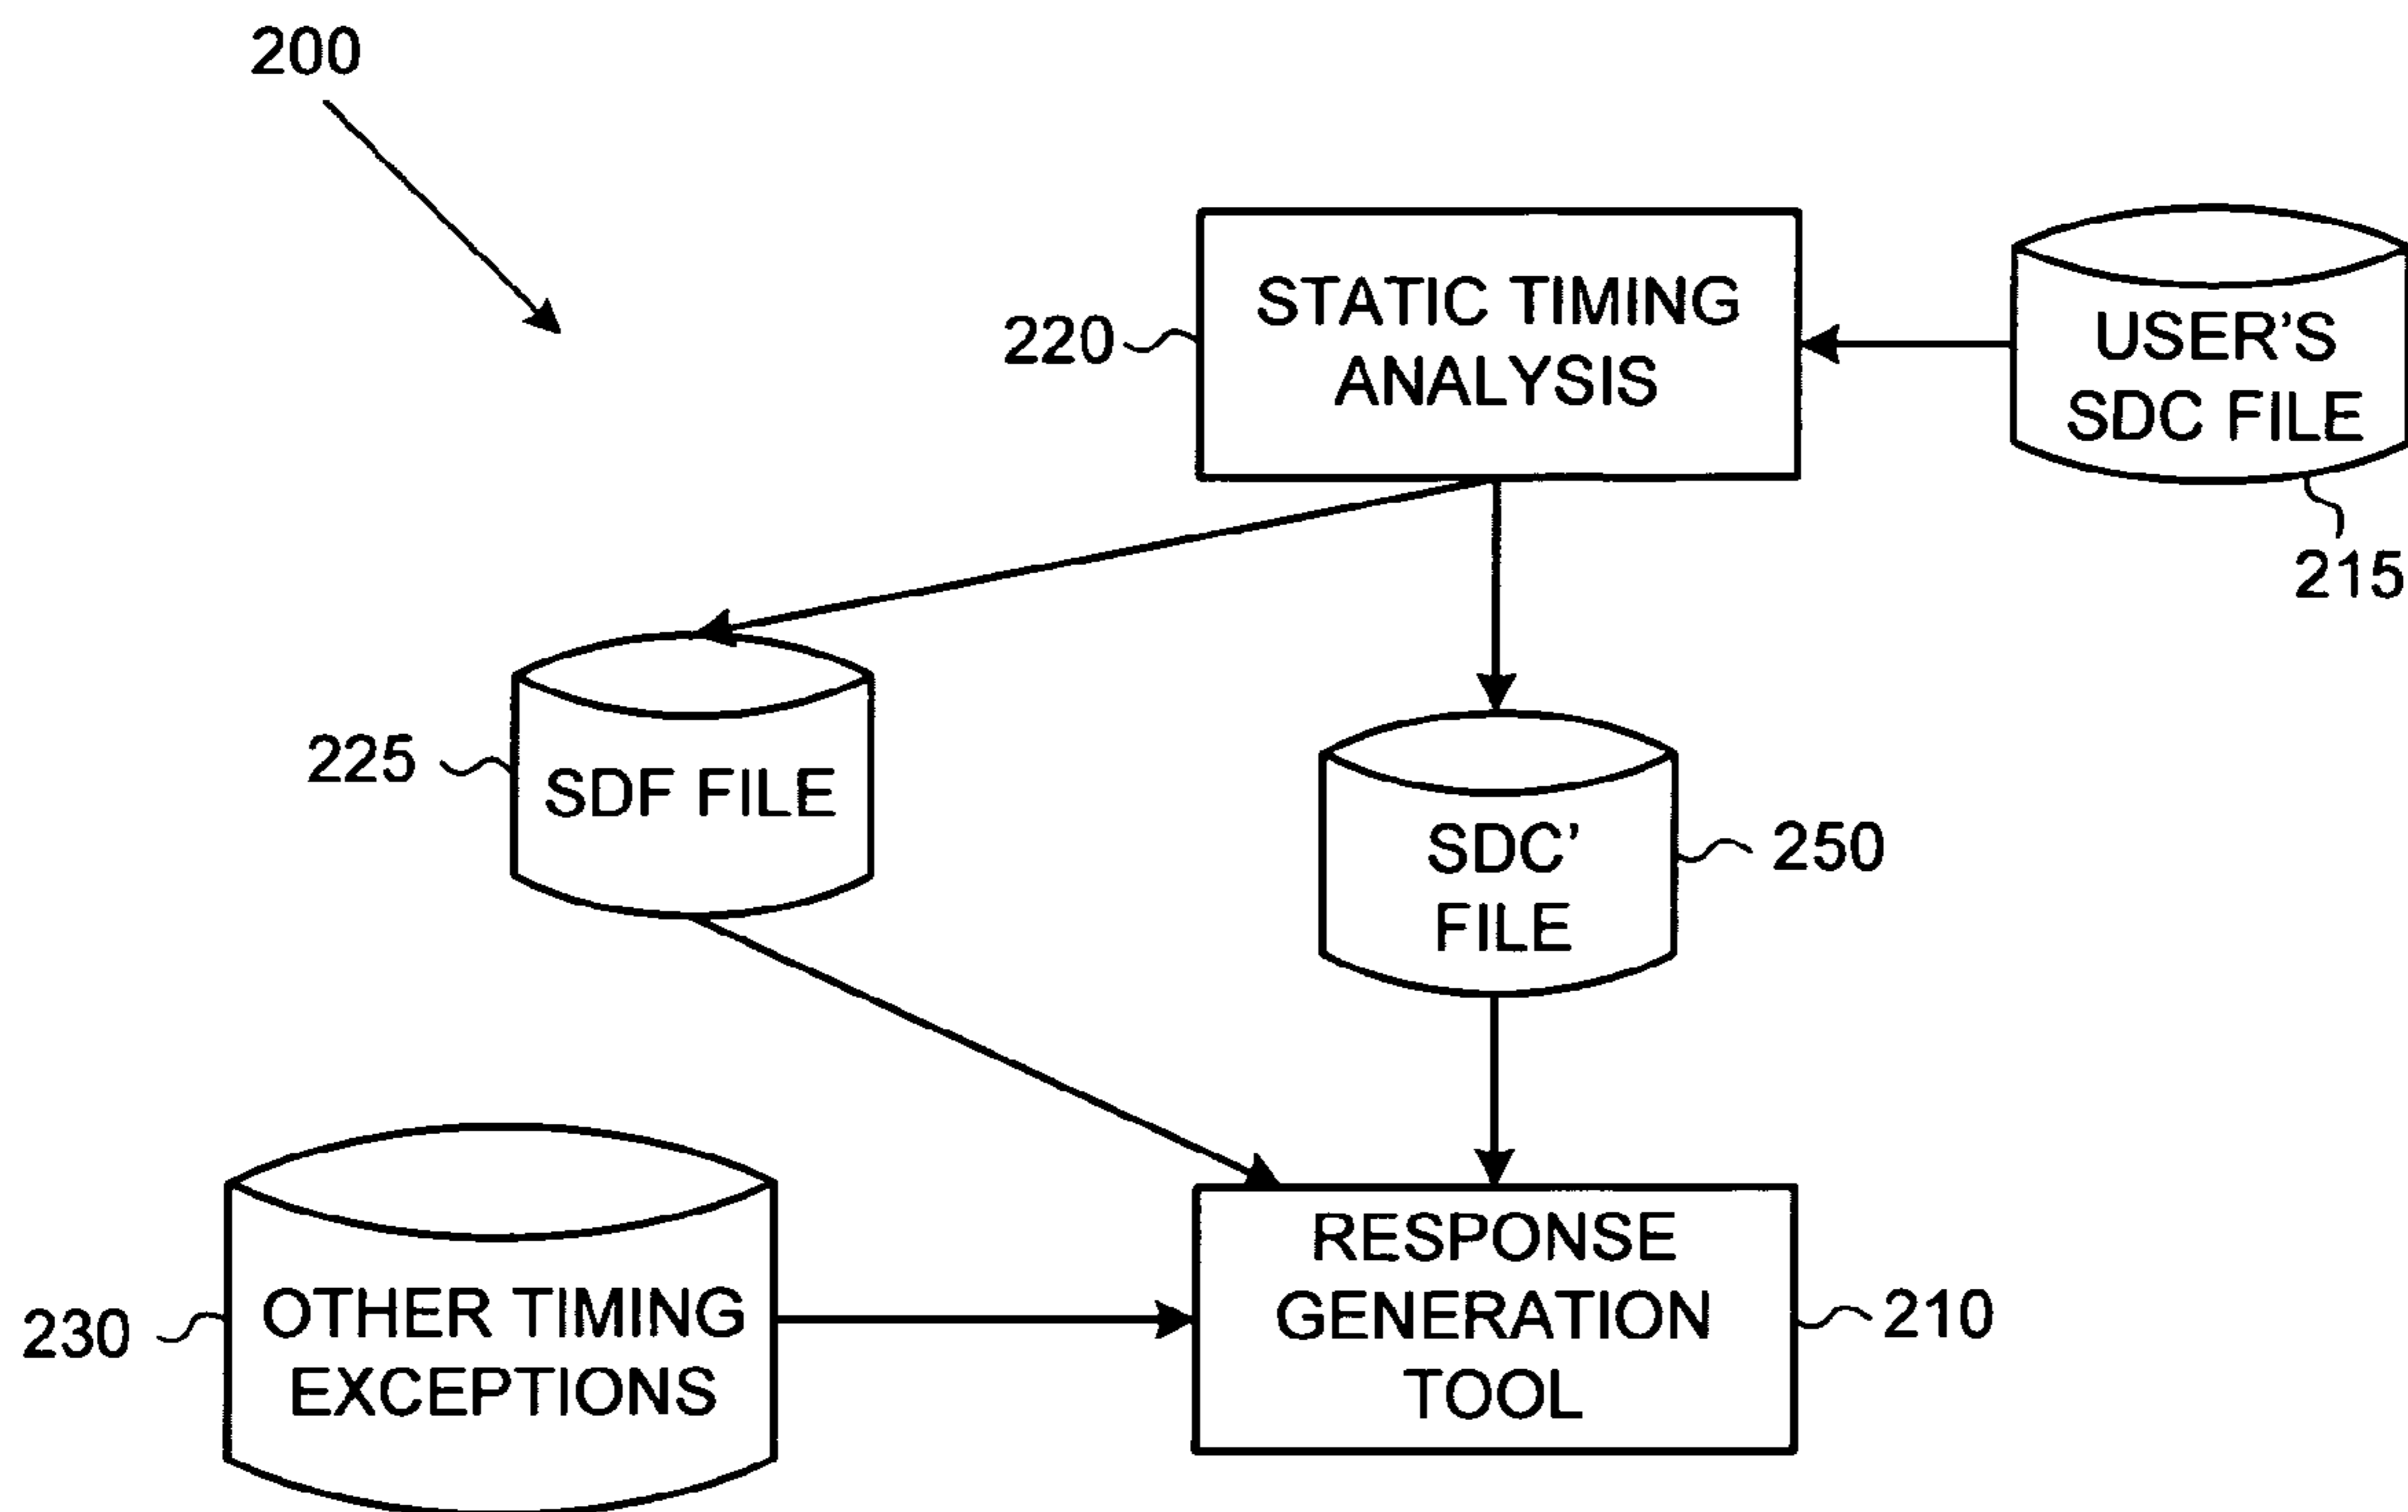 200
STATIC TIMING
ANALYSIS
220
USER'S
SDC FILE
215
225
SDF FILE
SDC'
FILE
250
230
OTHER TIMING
EXCEPTIONS
RESPONSE
GENERATION
TOOL
210